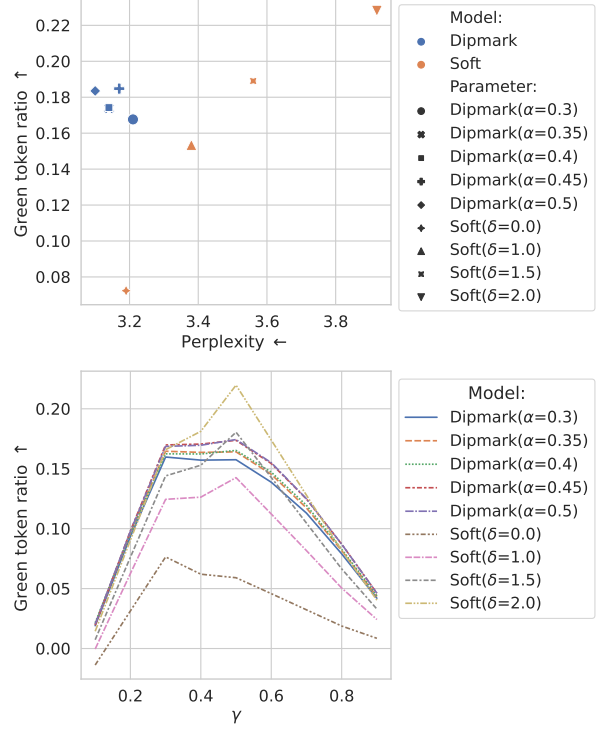 0.22
0.20
0.18
0.16
0.14
0.12
0.10
0.08
Green token ratio ↑
3.2 3.4 3.6 3.8
Perplexity ←
Model:
Dipmark
Soft
Parameter:
Dipmark(α=0.3)
Dipmark(α=0.35)
Dipmark(α=0.4)
Dipmark(α=0.45)
Dipmark(α=0.5)
Soft(δ=0.0)
Soft(δ=1.0)
Soft(δ=1.5)
Soft(δ=2.0)
0.20
0.15
0.10
0.05
0.00
Green token ratio ↑
0.2 0.4 0.6 0.8
γ
Model:
Dipmark(α=0.3)
Dipmark(α=0.35)
Dipmark(α=0.4)
Dipmark(α=0.45)
Dipmark(α=0.5)
Soft(δ=0.0)
Soft(δ=1.0)
Soft(δ=1.5)
Soft(δ=2.0)